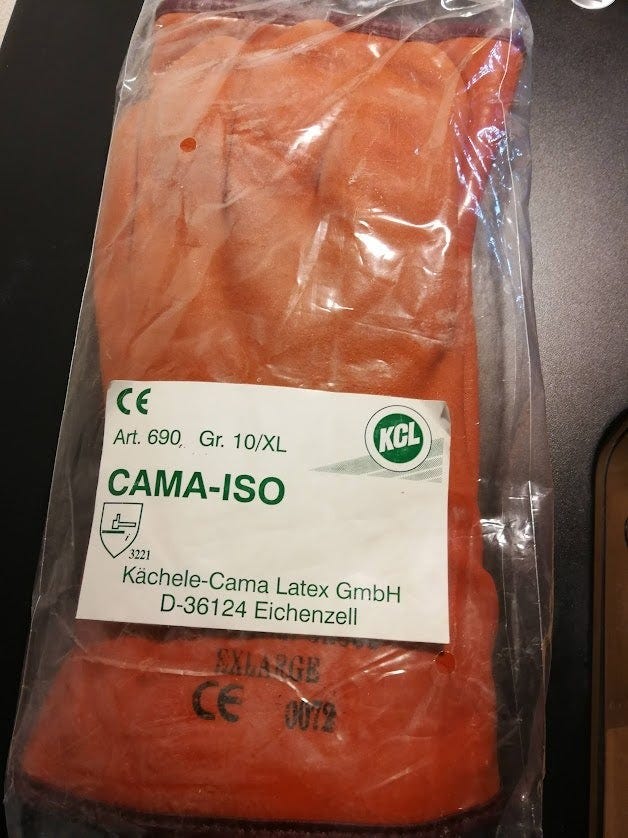 CE
Art. 690, Gr. 10/XL
KCL
CAMA-ISO
i
3221
Kächele-Cama Latex GmbH
D-36124 Eichenzell
EXLARGE
CE 0072